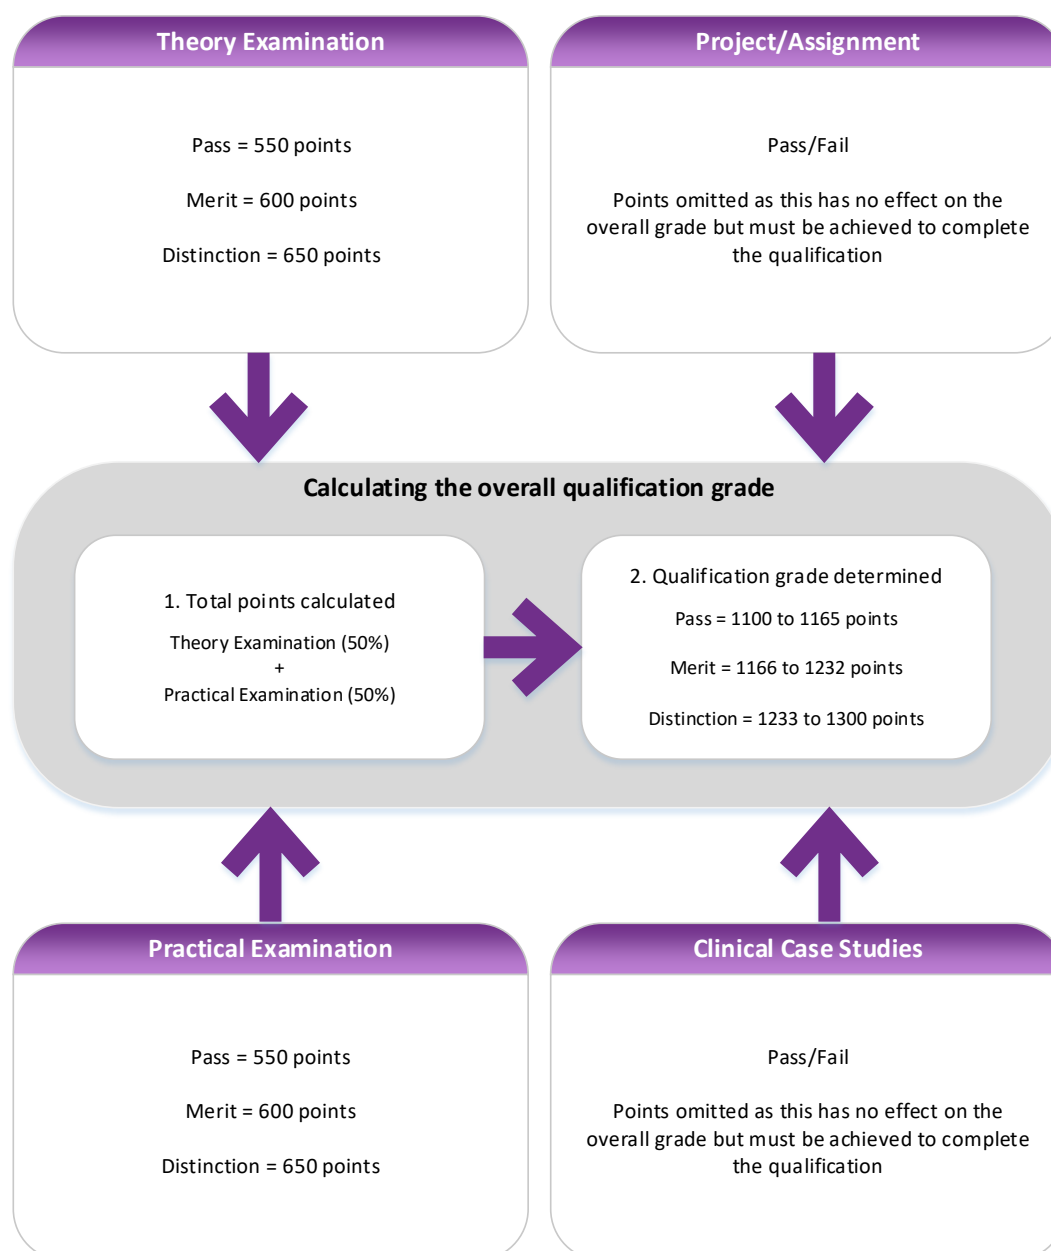 Theory Examination
Pass = 550 points
Merit = 600 points
Distinction = 650 points
Project/Assignment
Pass/Fail
Points omitted as this has no effect on the
overall grade but must be achieved to complete
the qualification
Calculating the overall qualification grade
1. Total points calculated
Theory Examination (50%)
+
Practical Examination (50%)
2. Qualification grade determined
Pass = 1100 to 1165 points
Merit = 1166 to 1232 points
Distinction = 1233 to 1300 points
Practical Examination
Pass = 550 points
Merit = 600 points
Distinction = 650 points
Clinical Case Studies
Pass/Fail
Points omitted as this has no effect on the
overall grade but must be achieved to complete
the qualification